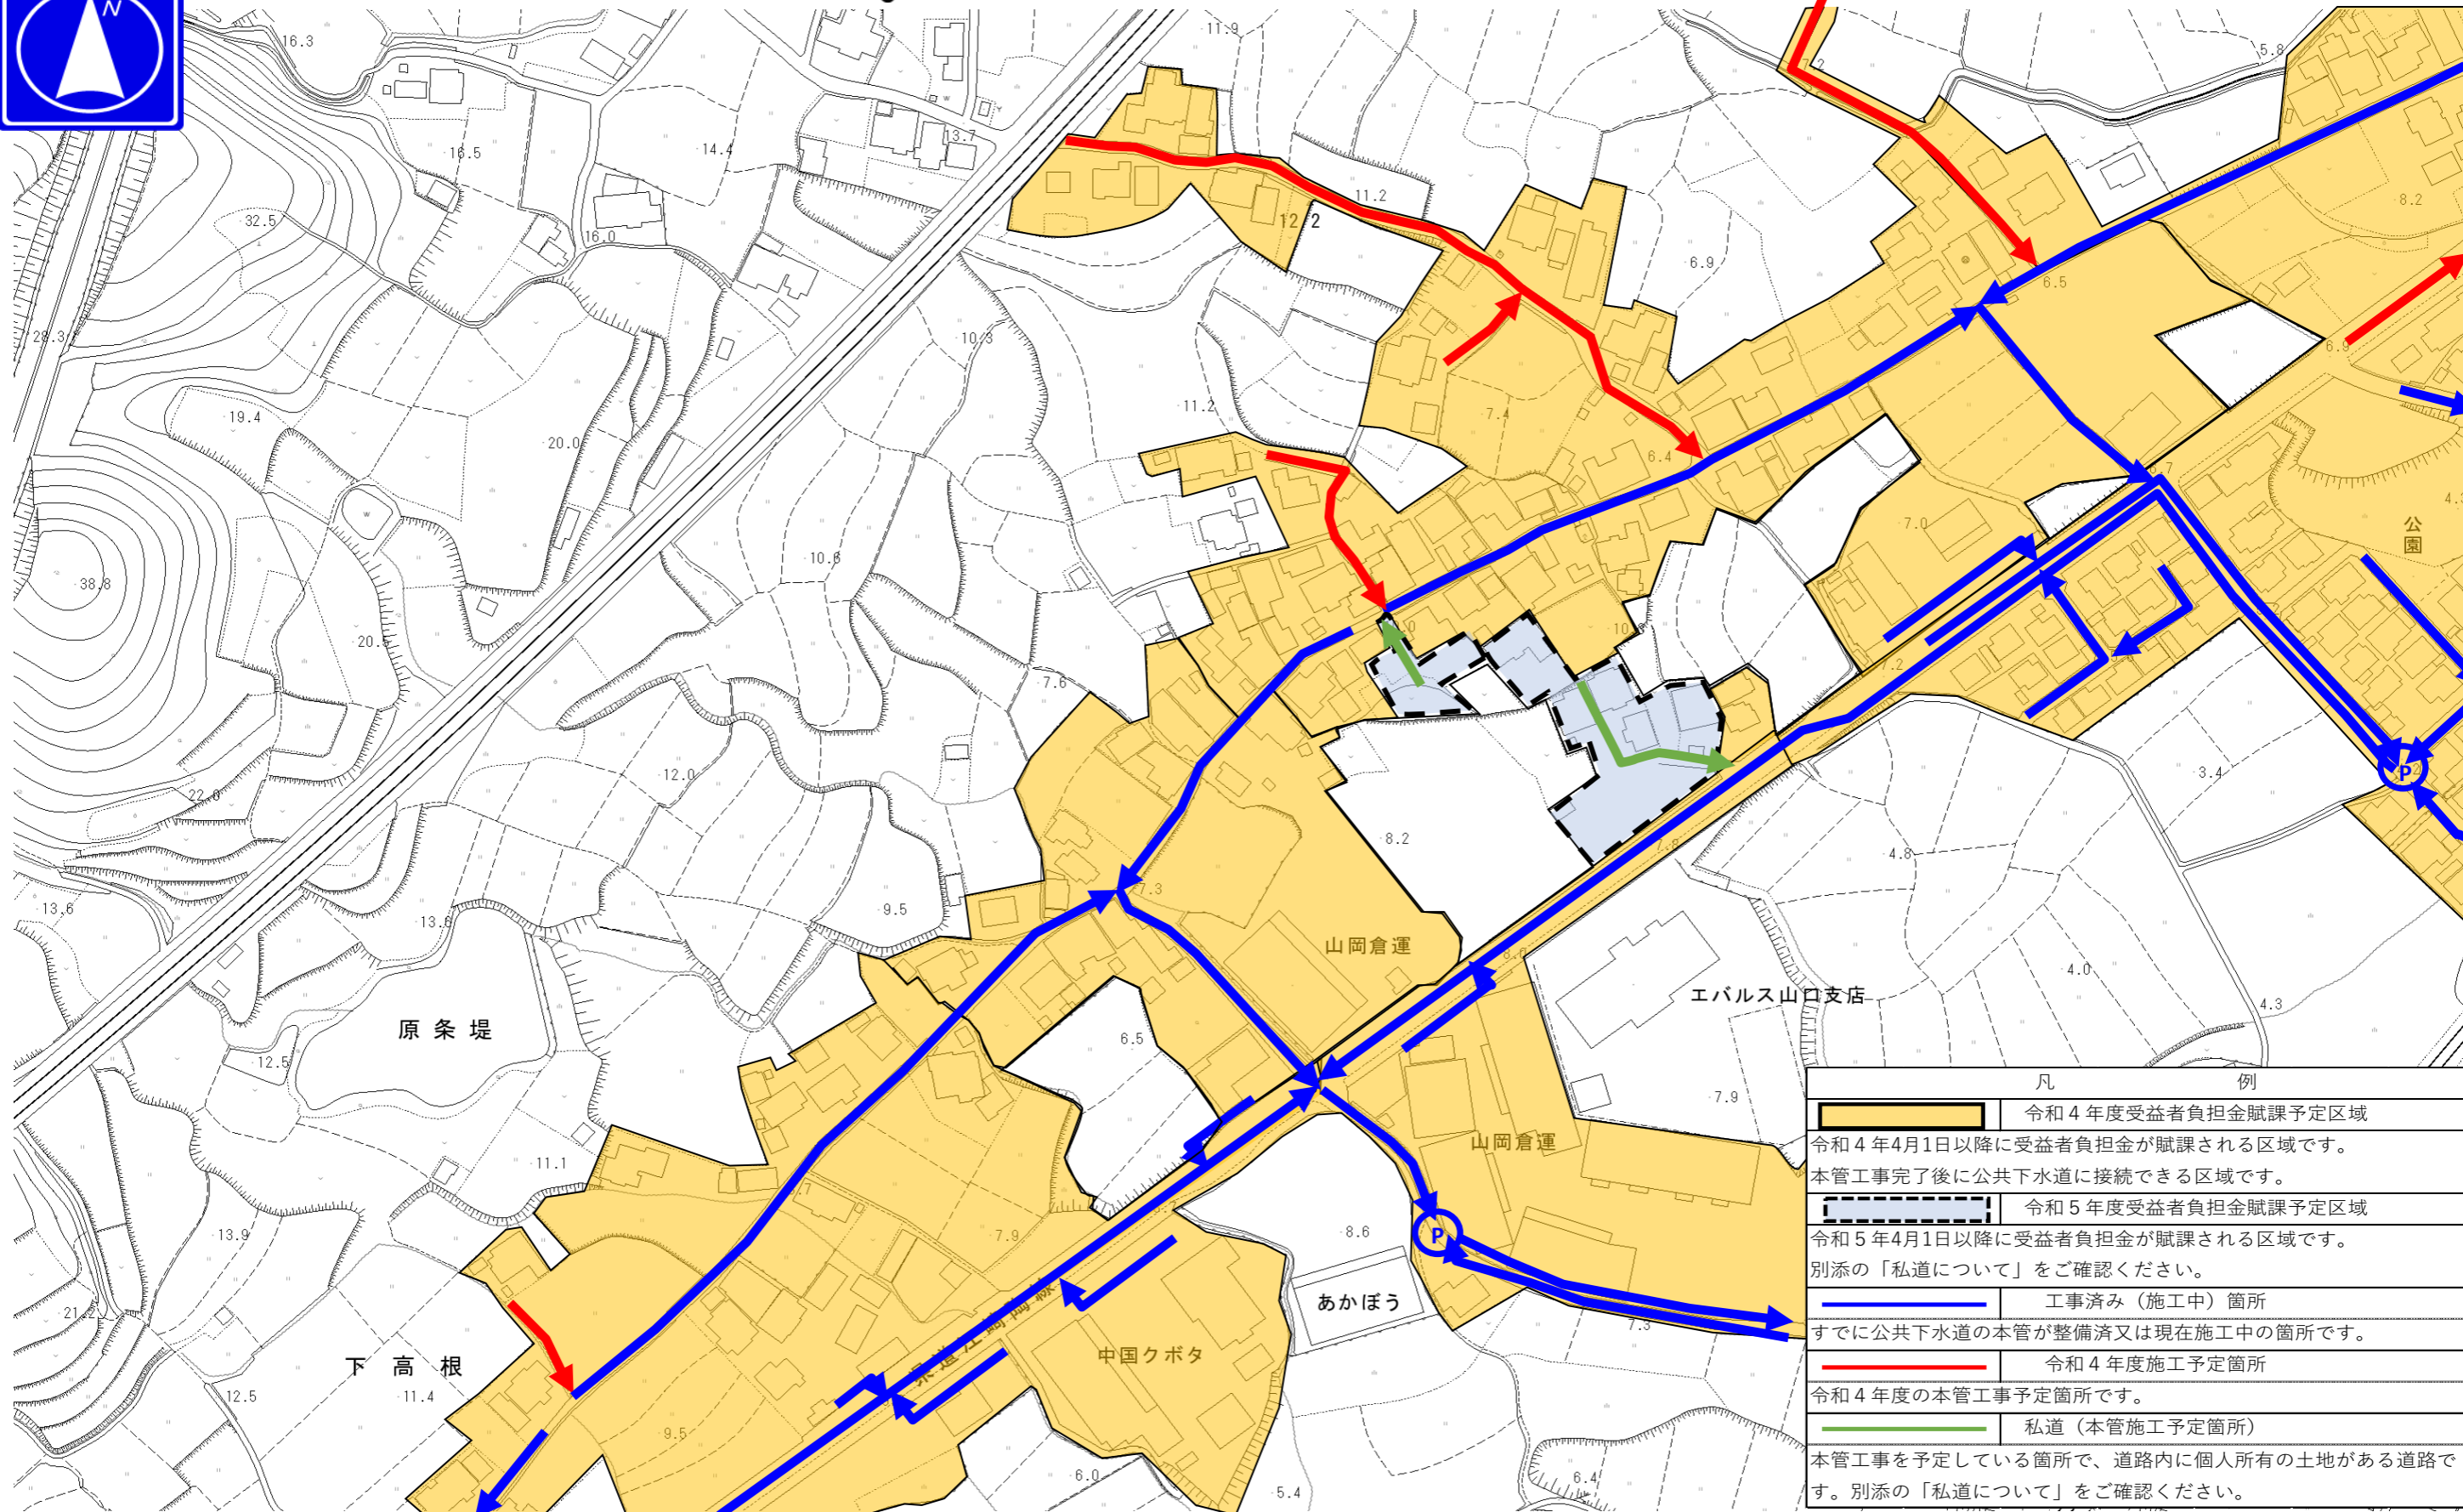 N
16.3
11.9
5.8
7.2
13.7
16.5
14.4
11.2
8.2
32.5
16.0
12.2
6.9
6.5
28.3
10.3
6.9
19.4
11.2
7.4
20.0
6.4
6.7
7.0
公園
38.8
10.6
20.6
7.2
7.6
12.0
3.4
P
22.0
8.2
7.8
4.8
7.3
13.6
13.6
9.5
山岡倉運
8.0
エバルス山口支店
4.0
4.3
原条堤
6.5
12.5
7.9
山岡倉運
11.1
13.9
7.9
8.6
P
21.2
あかぼう
7.3
県道江崎陶線
中国クボタ
下高根
12.5
11.4
9.5
6.0
5.4
6.4
凡 例
令和4年度受益者負担金賦課予定区域
令和4年4月1日以降に受益者負担金が賦課される区域です。
本管工事完了後に公共下水道に接続できる区域です。
令和5年度受益者負担金賦課予定区域
令和5年4月1日以降に受益者負担金が賦課される区域です。
別添の「私道について」をご確認ください。
工事済み(施工中)箇所
すでに公共下水道の本管が整備済又は現在施工中の箇所です。
令和4年度施工予定箇所
令和4年度の本管工事予定箇所です。
私道(本管施工予定箇所)
本管工事を予定している箇所で、道路内に個人所有の土地がある道路で
す。別添の「私道について」をご確認ください。